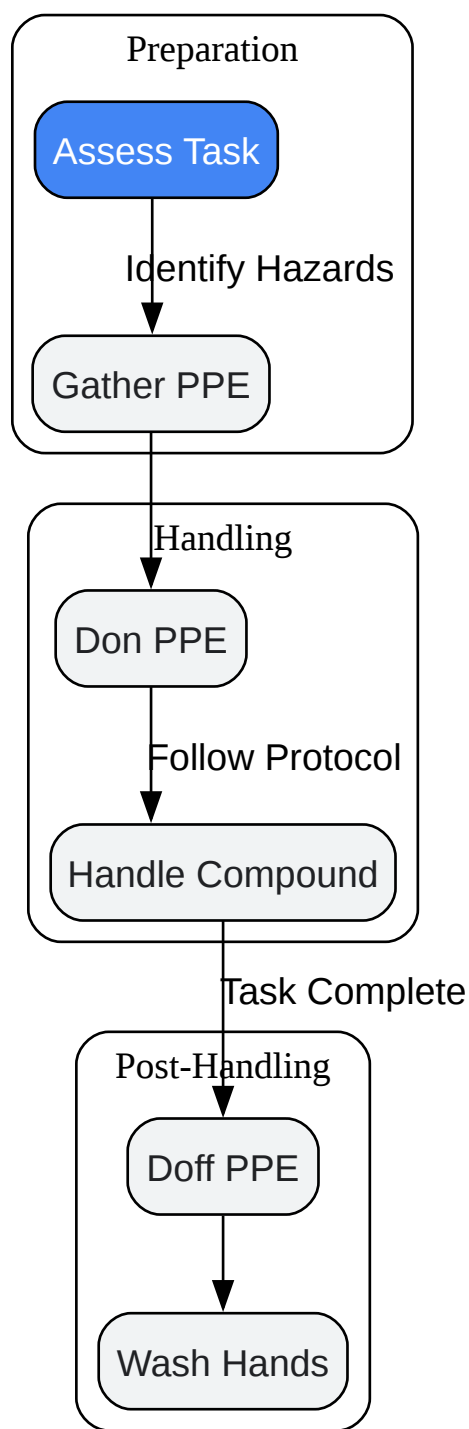 Preparation
Assess Task
Identify Hazards
Gather PPE
Handling
Don PPE
Follow Protocol
Handle Compound
Task Complete
Post-Handling
Doff PPE
Wash Hands